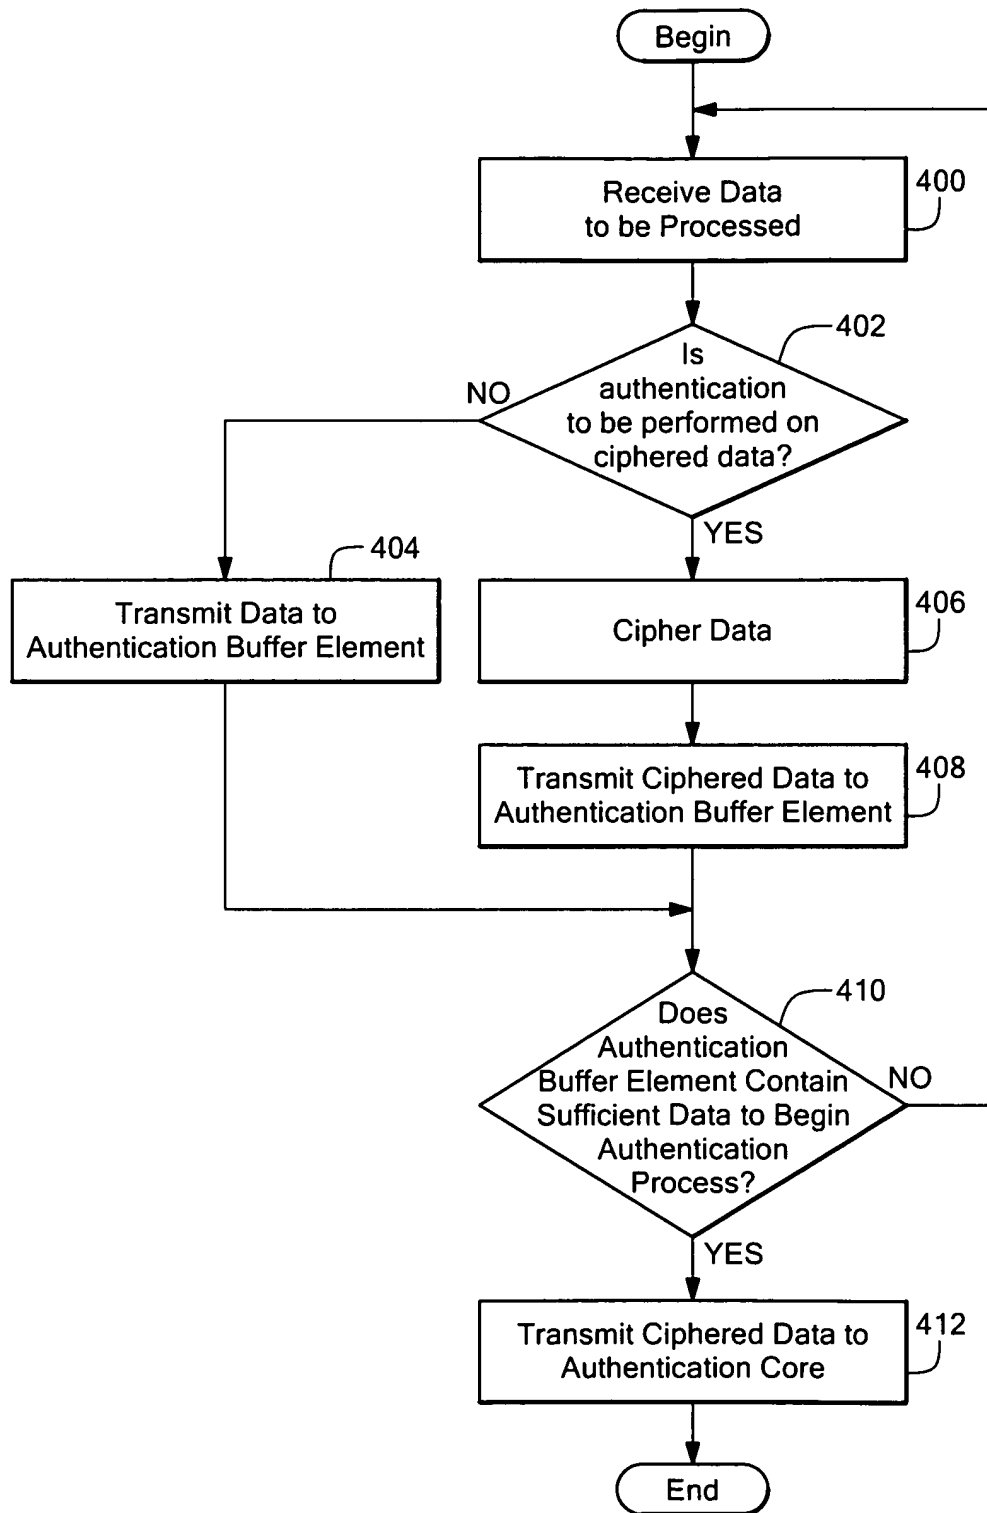 Begin
Receive Data
to be Processed
400
402
Is
authentication
to be performed on
ciphered data?
NO
YES
404
Transmit Data to
Authentication Buffer Element
406
Cipher Data
408
Transmit Ciphered Data to
Authentication Buffer Element
410
Does
Authentication
Buffer Element Contain
Sufficient Data to Begin
Authentication
Process?
NO
YES
412
Transmit Ciphered Data to
Authentication Core
End